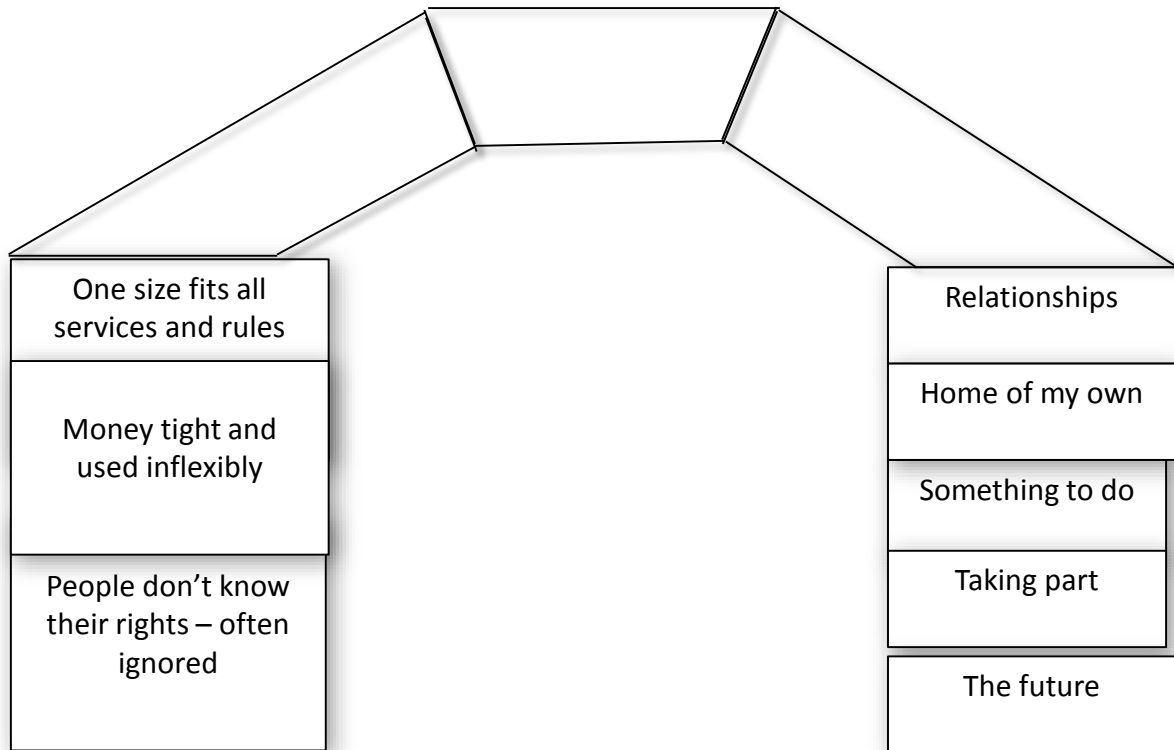 One size fits all
services and rules
Money tight and
used inflexibly
People don’t know
their rights – often
ignored
Relationships
Home of my own
Something to do
Taking part
The future